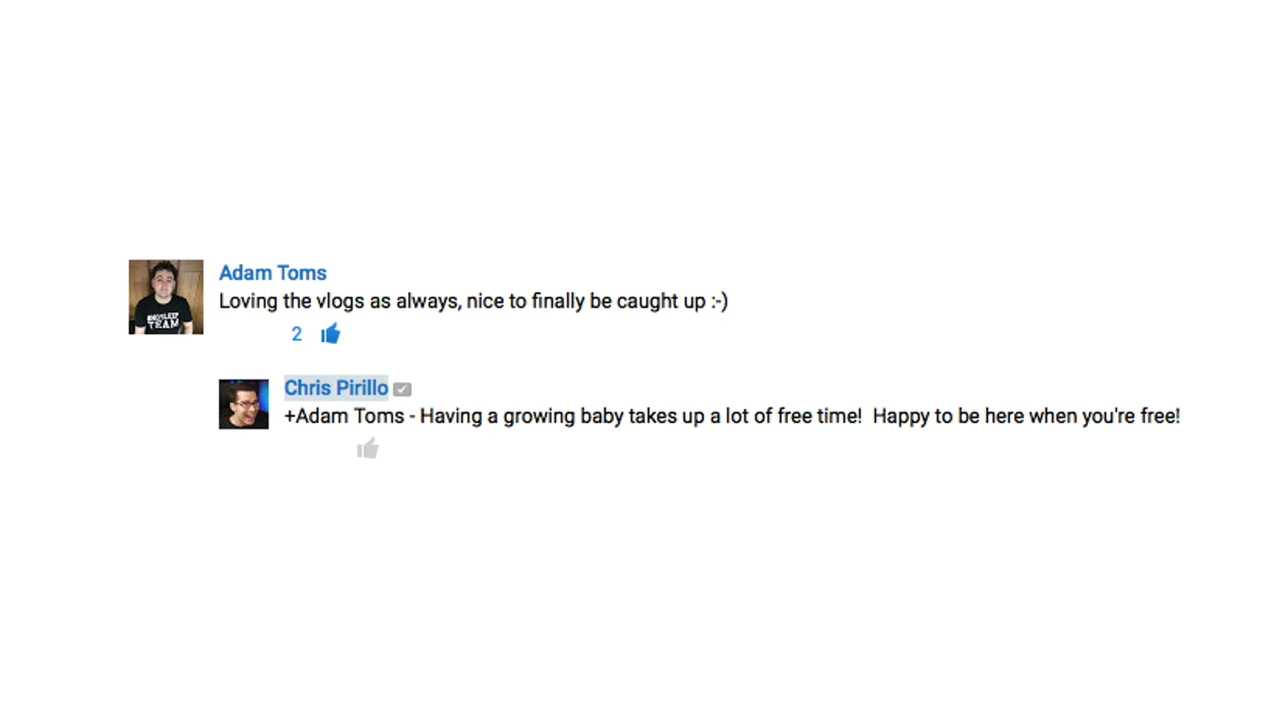 Adam Toms
Loving the vlogs as always, nice to finally be caught up :-)
2
Chris Pirillo
+Adam Toms - Having a growing baby takes up a lot of free time!  Happy to be here when you're free!
TEAM